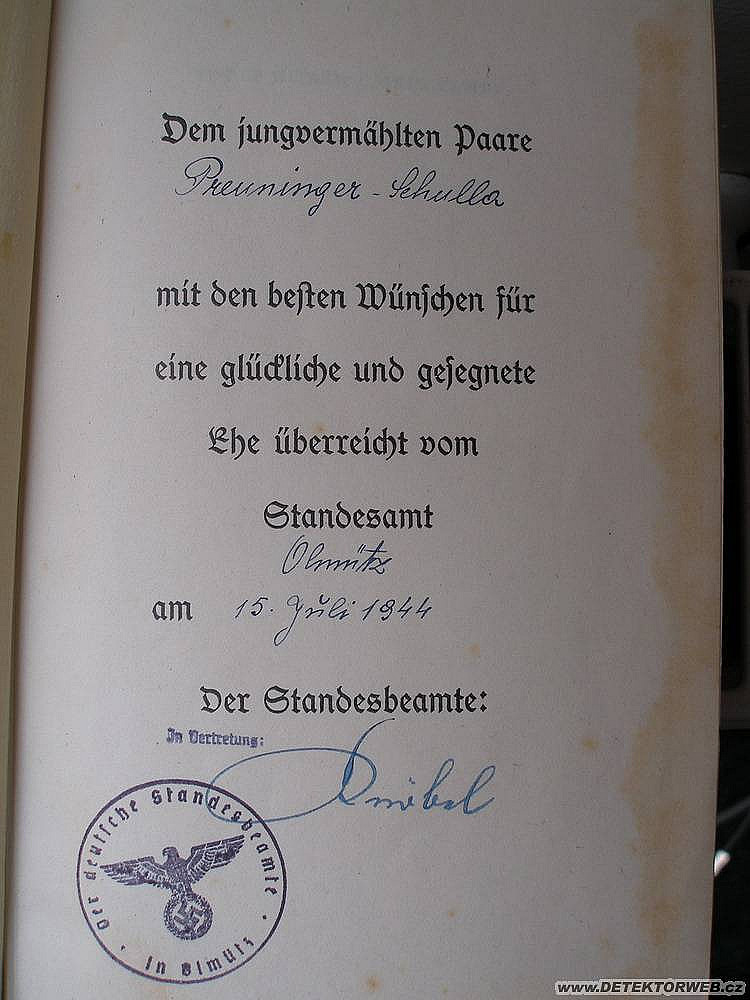 Dem jungvermählten Paare
Preuninger-Schulla
mit den besten Wünschen für
eine glückliche und gesegnete
Ehe überreicht vom
Standesamt
Olmütz
am 15. Juli 1944
Der Standesbeamte:
In Vertretung:
Der deutsche Standesbeamte
in Olmütz
www.DETEKTORWEB.cz